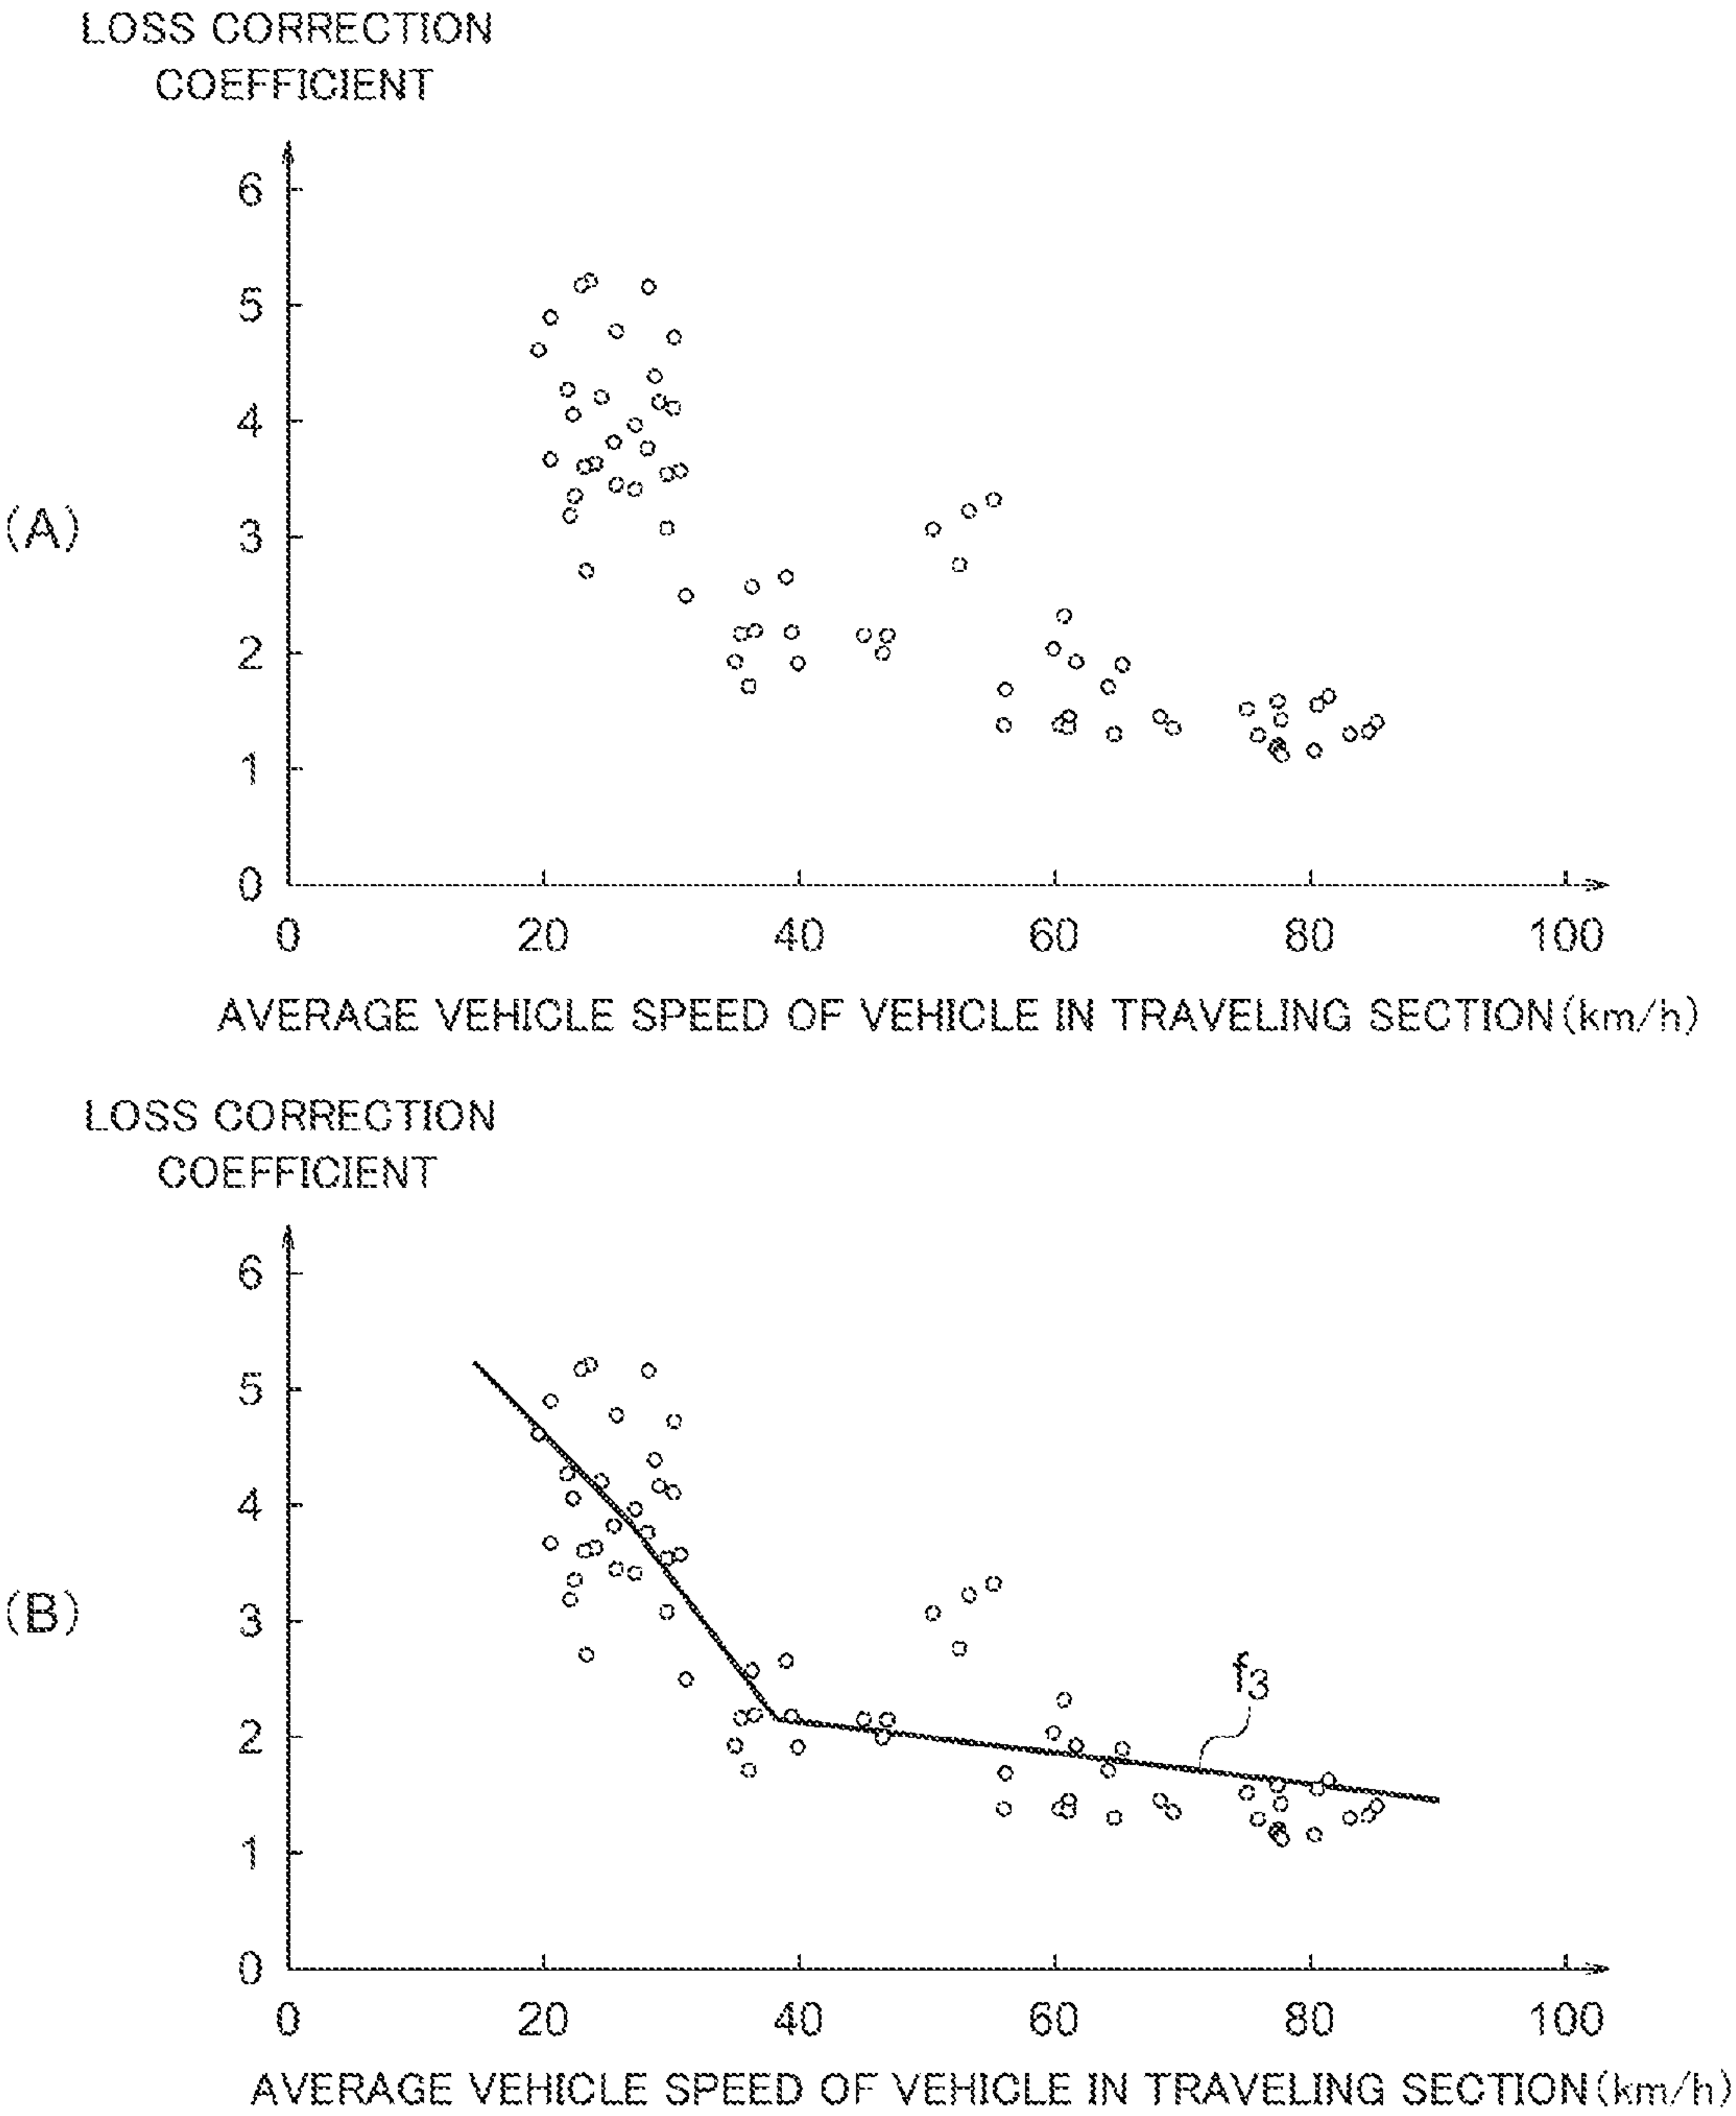 LOSS CORRECTION
COEFFICIENT
6
5
4
(A)
3
2
1
0
0 20 40 60 80 100
AVERAGE VEHICLE SPEED OF VEHICLE IN TRAVELING SECTION(km/h)
LOSS CORRECTION
COEFFICIENT
6
5
4
(B)
3
f3
2
1
0
0 20 40 60 80 100
AVERAGE VEHICLE SPEED OF VEHICLE IN TRAVELING SECTION(km/h)